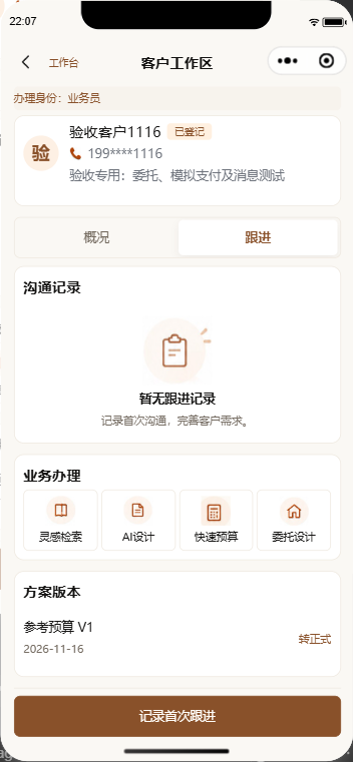 22:07
工作台
客户工作区
办理身份：业务员
验
验收客户1116
已登记
199****1116
验收专用：委托、模拟支付及消息测试
概况
跟进
沟通记录
暂无跟进记录
记录首次沟通，完善客户需求。
业务办理
灵感检索
AI设计
快速预算
委托设计
方案版本
参考预算 V1
2026-11-16
转正式
记录首次跟进